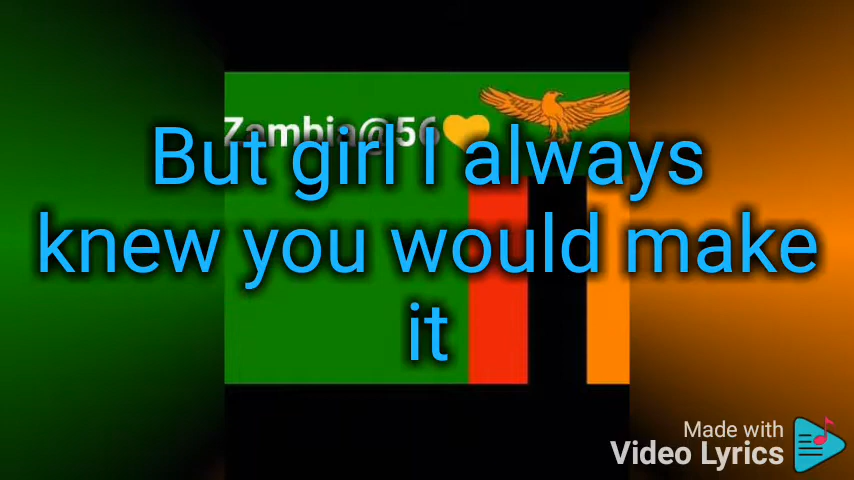 Zambia@56💛
But girl I always
knew you would make
it
Made with
Video Lyrics